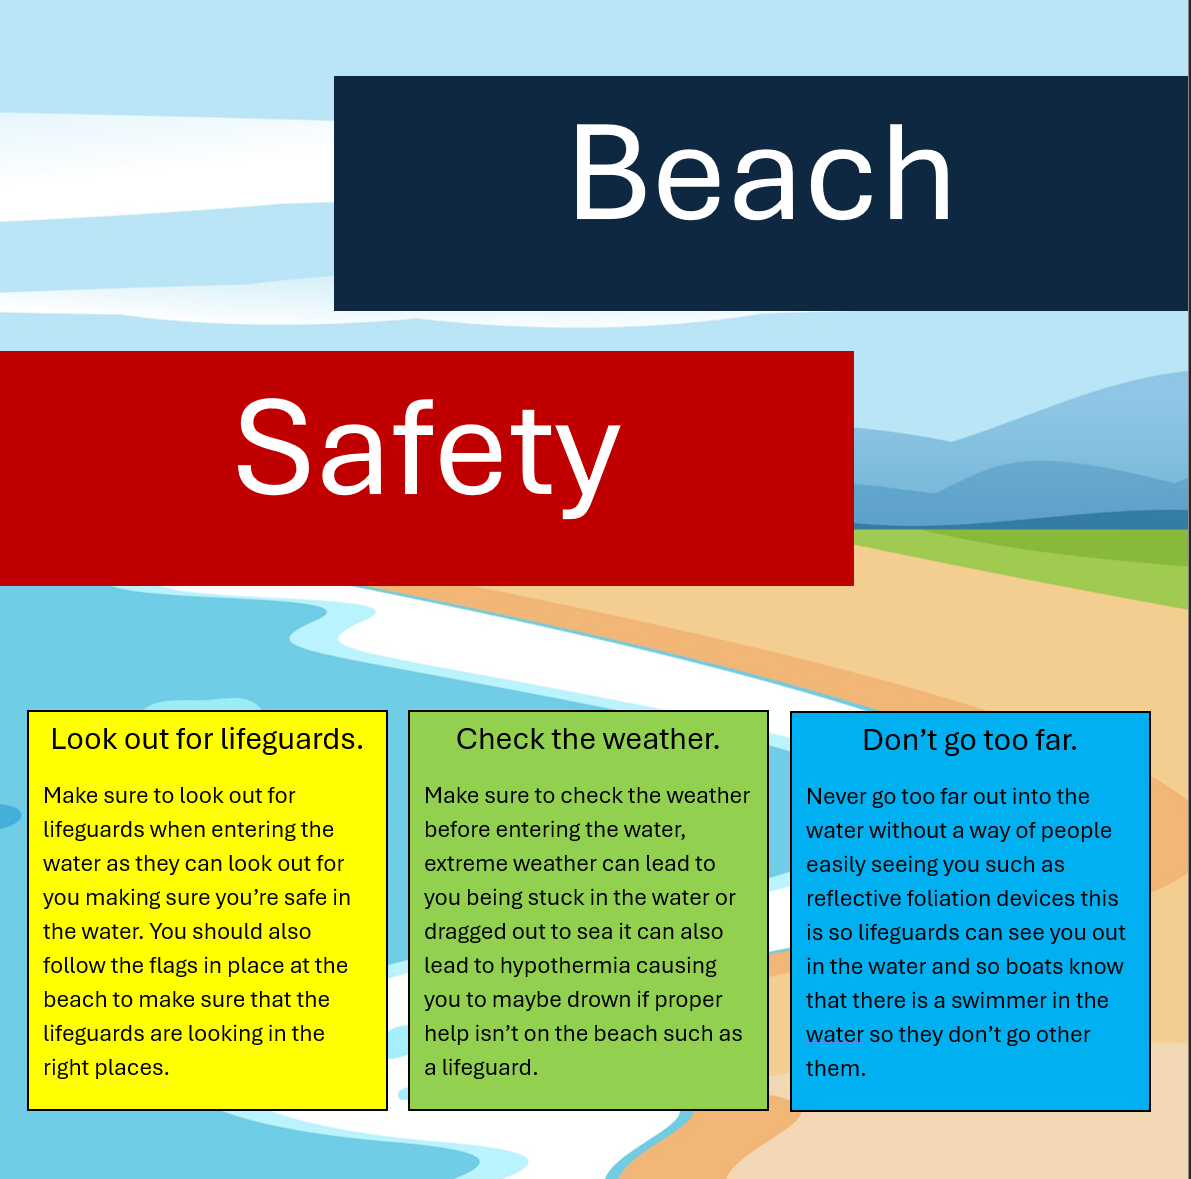 Beach
Safety
Look out for lifeguards.
Make sure to look out for
lifeguards when entering the
water as they can look out for
you making sure you’re safe in
the water. You should also
follow the flags in place at the
beach to make sure that the
lifeguards are looking in the
right places.
Check the weather.
Make sure to check the weather
before entering the water,
extreme weather can lead to
you being stuck in the water or
dragged out to sea it can also
lead to hypothermia causing
you to maybe drown if proper
help isn’t on the beach such as
a lifeguard.
Don’t go too far.
Never go too far out into the
water without a way of people
easily seeing you such as
reflective foliation devices this
is so lifeguards can see you out
in the water and so boats know
that there is a swimmer in the
water so they don’t go other
them.